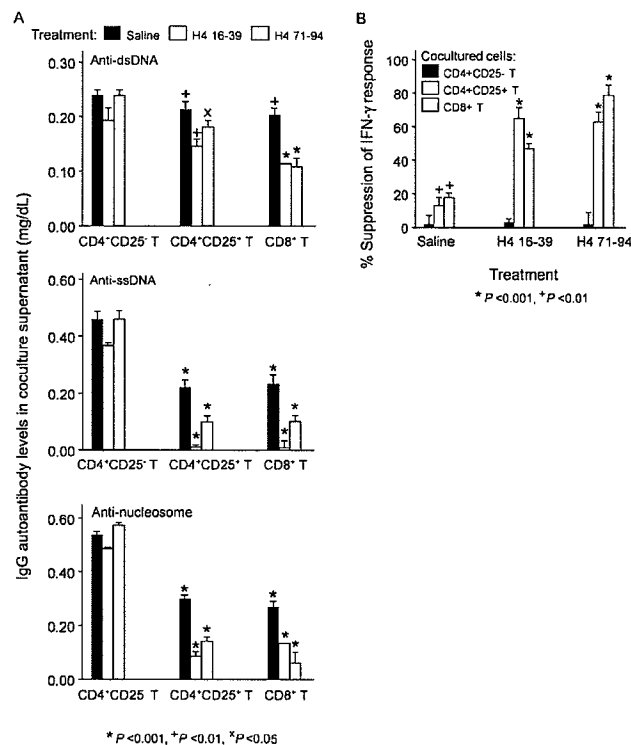 A
Treatment: Saline H4 16-39 H4 71-94
Anti-dsDNA
0.30
0.20
0.10
0.00
+ + x + * *
CD4+CD25- T CD4+CD25+ T CD8+ T
Anti-ssDNA
0.60
0.40
0.20
0.00
* * * * * *
CD4+CD25- T CD4+CD25+ T CD8+ T
Anti-nucleosome
0.60
0.40
0.20
0.00
* * * * * *
CD4+CD25 T CD4+CD25+ T CD8+ T
IgG autoantibody levels in coculture supernatant (mg/dL)
* P<0.001, +P<0.01, xP<0.05
B
Cocultured cells:
CD4+CD25- T
CD4+CD25+ T
CD8+ T
100
80
60
40
20
0
+ + * * * *
% Suppression of IFN-γ response
Saline H4 16-39 H4 71-94
Treatment
* P<0.001, +P<0.01